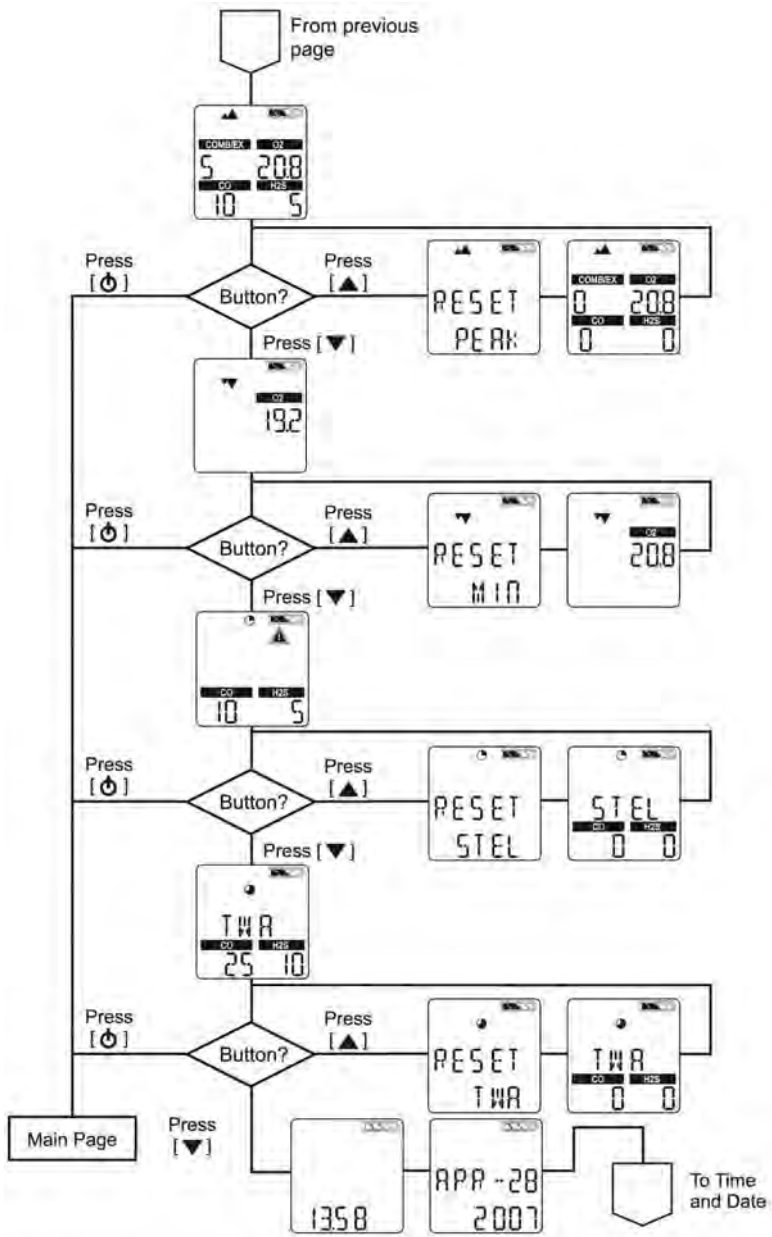 From previous
page
COMB/EX O2
5 20.8
CO H2S
10 5
Press
[ ]
Button?
Press
[▲]
RESET
PEAK
COMB/EX O2
0 20.8
CO H2S
0 0
Press [▼]
O2
19.2
Press
[ ]
Button?
Press
[▲]
RESET
MIN
O2
20.8
Press [▼]
CO H2S
10 5
Press
[ ]
Button?
Press
[▲]
RESET
STEL
STEL
CO H2S
0 0
Press [▼]
TWA
CO H2S
25 10
Press
[ ]
Button?
Press
[▲]
RESET
TWA
TWA
CO H2S
0 0
Main Page
Press
[▼]
13:58
APR -28
2007
To Time
and Date